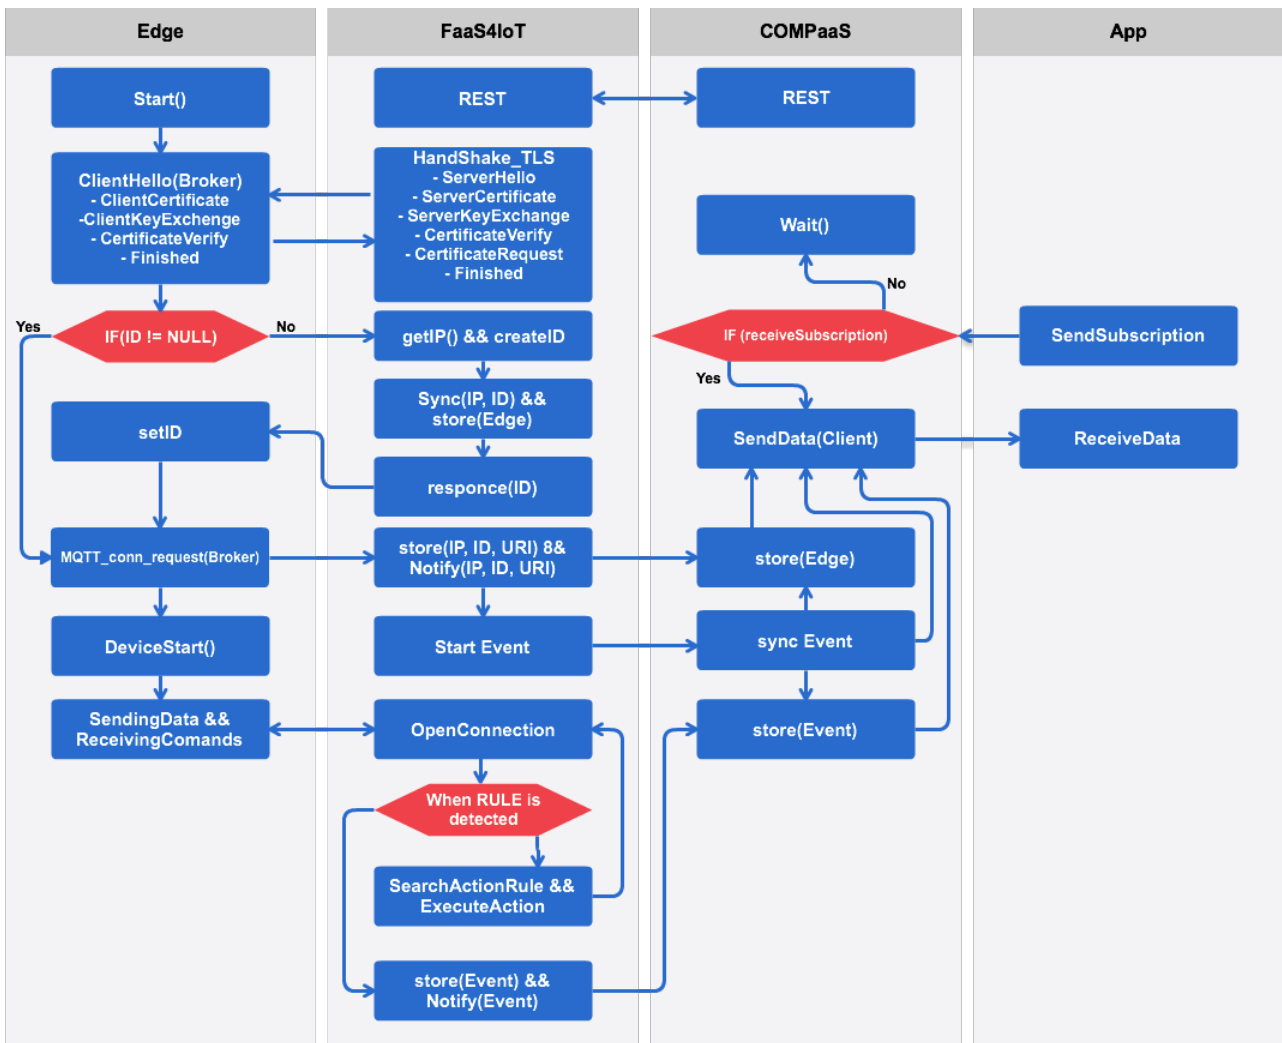 Edge
FaaS4IoT
COMPaaS
App
Start()
REST
REST
ClientHello(Broker)
- ClientCertificate
-ClientKeyExchenge
- CertificateVerify
- Finished
HandShake_TLS
- ServerHello
- ServerCertificate
- ServerKeyExchange
- CertificateVerify
- CertificateRequest
- Finished
Wait()
No
Yes
IF(ID != NULL)
No
getIP() && createID
IF (receiveSubscription)
SendSubscription
Yes
Sync(IP, ID) &&
store(Edge)
setID
SendData(Client)
ReceiveData
responce(ID)
MQTT_conn_request(Broker)
store(IP, ID, URI) 8&
Notify(IP, ID, URI)
store(Edge)
DeviceStart()
Start Event
sync Event
SendingData &&
ReceivingComands
OpenConnection
store(Event)
When RULE is
detected
SearchActionRule &&
ExecuteAction
store(Event) &&
Notify(Event)